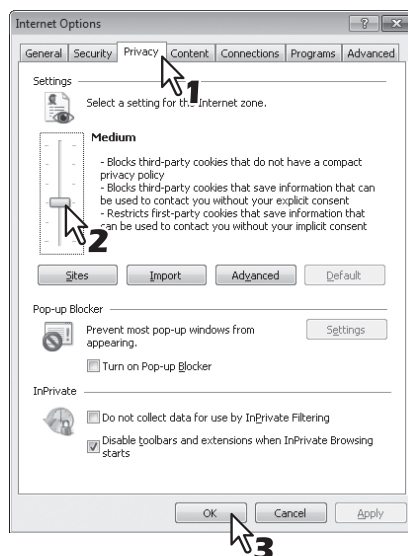 Internet Options
General Security Privacy Content Connections Programs Advanced
1
Settings
Select a setting for the Internet zone.
Medium
- Blocks third-party cookies that do not have a compact
privacy policy
- Blocks third-party cookies that save information that can
be used to contact you without your explicit consent
- Restricts first-party cookies that save information that
can be used to contact you without your implicit consent
2
Sites Import Advanced Default
Pop-up Blocker
Prevent most pop-up windows from
appearing.
Settings
Turn on Pop-up Blocker
InPrivate
Do not collect data for use by InPrivate Filtering
Disable toolbars and extensions when InPrivate Browsing
starts
OK Cancel Apply
3